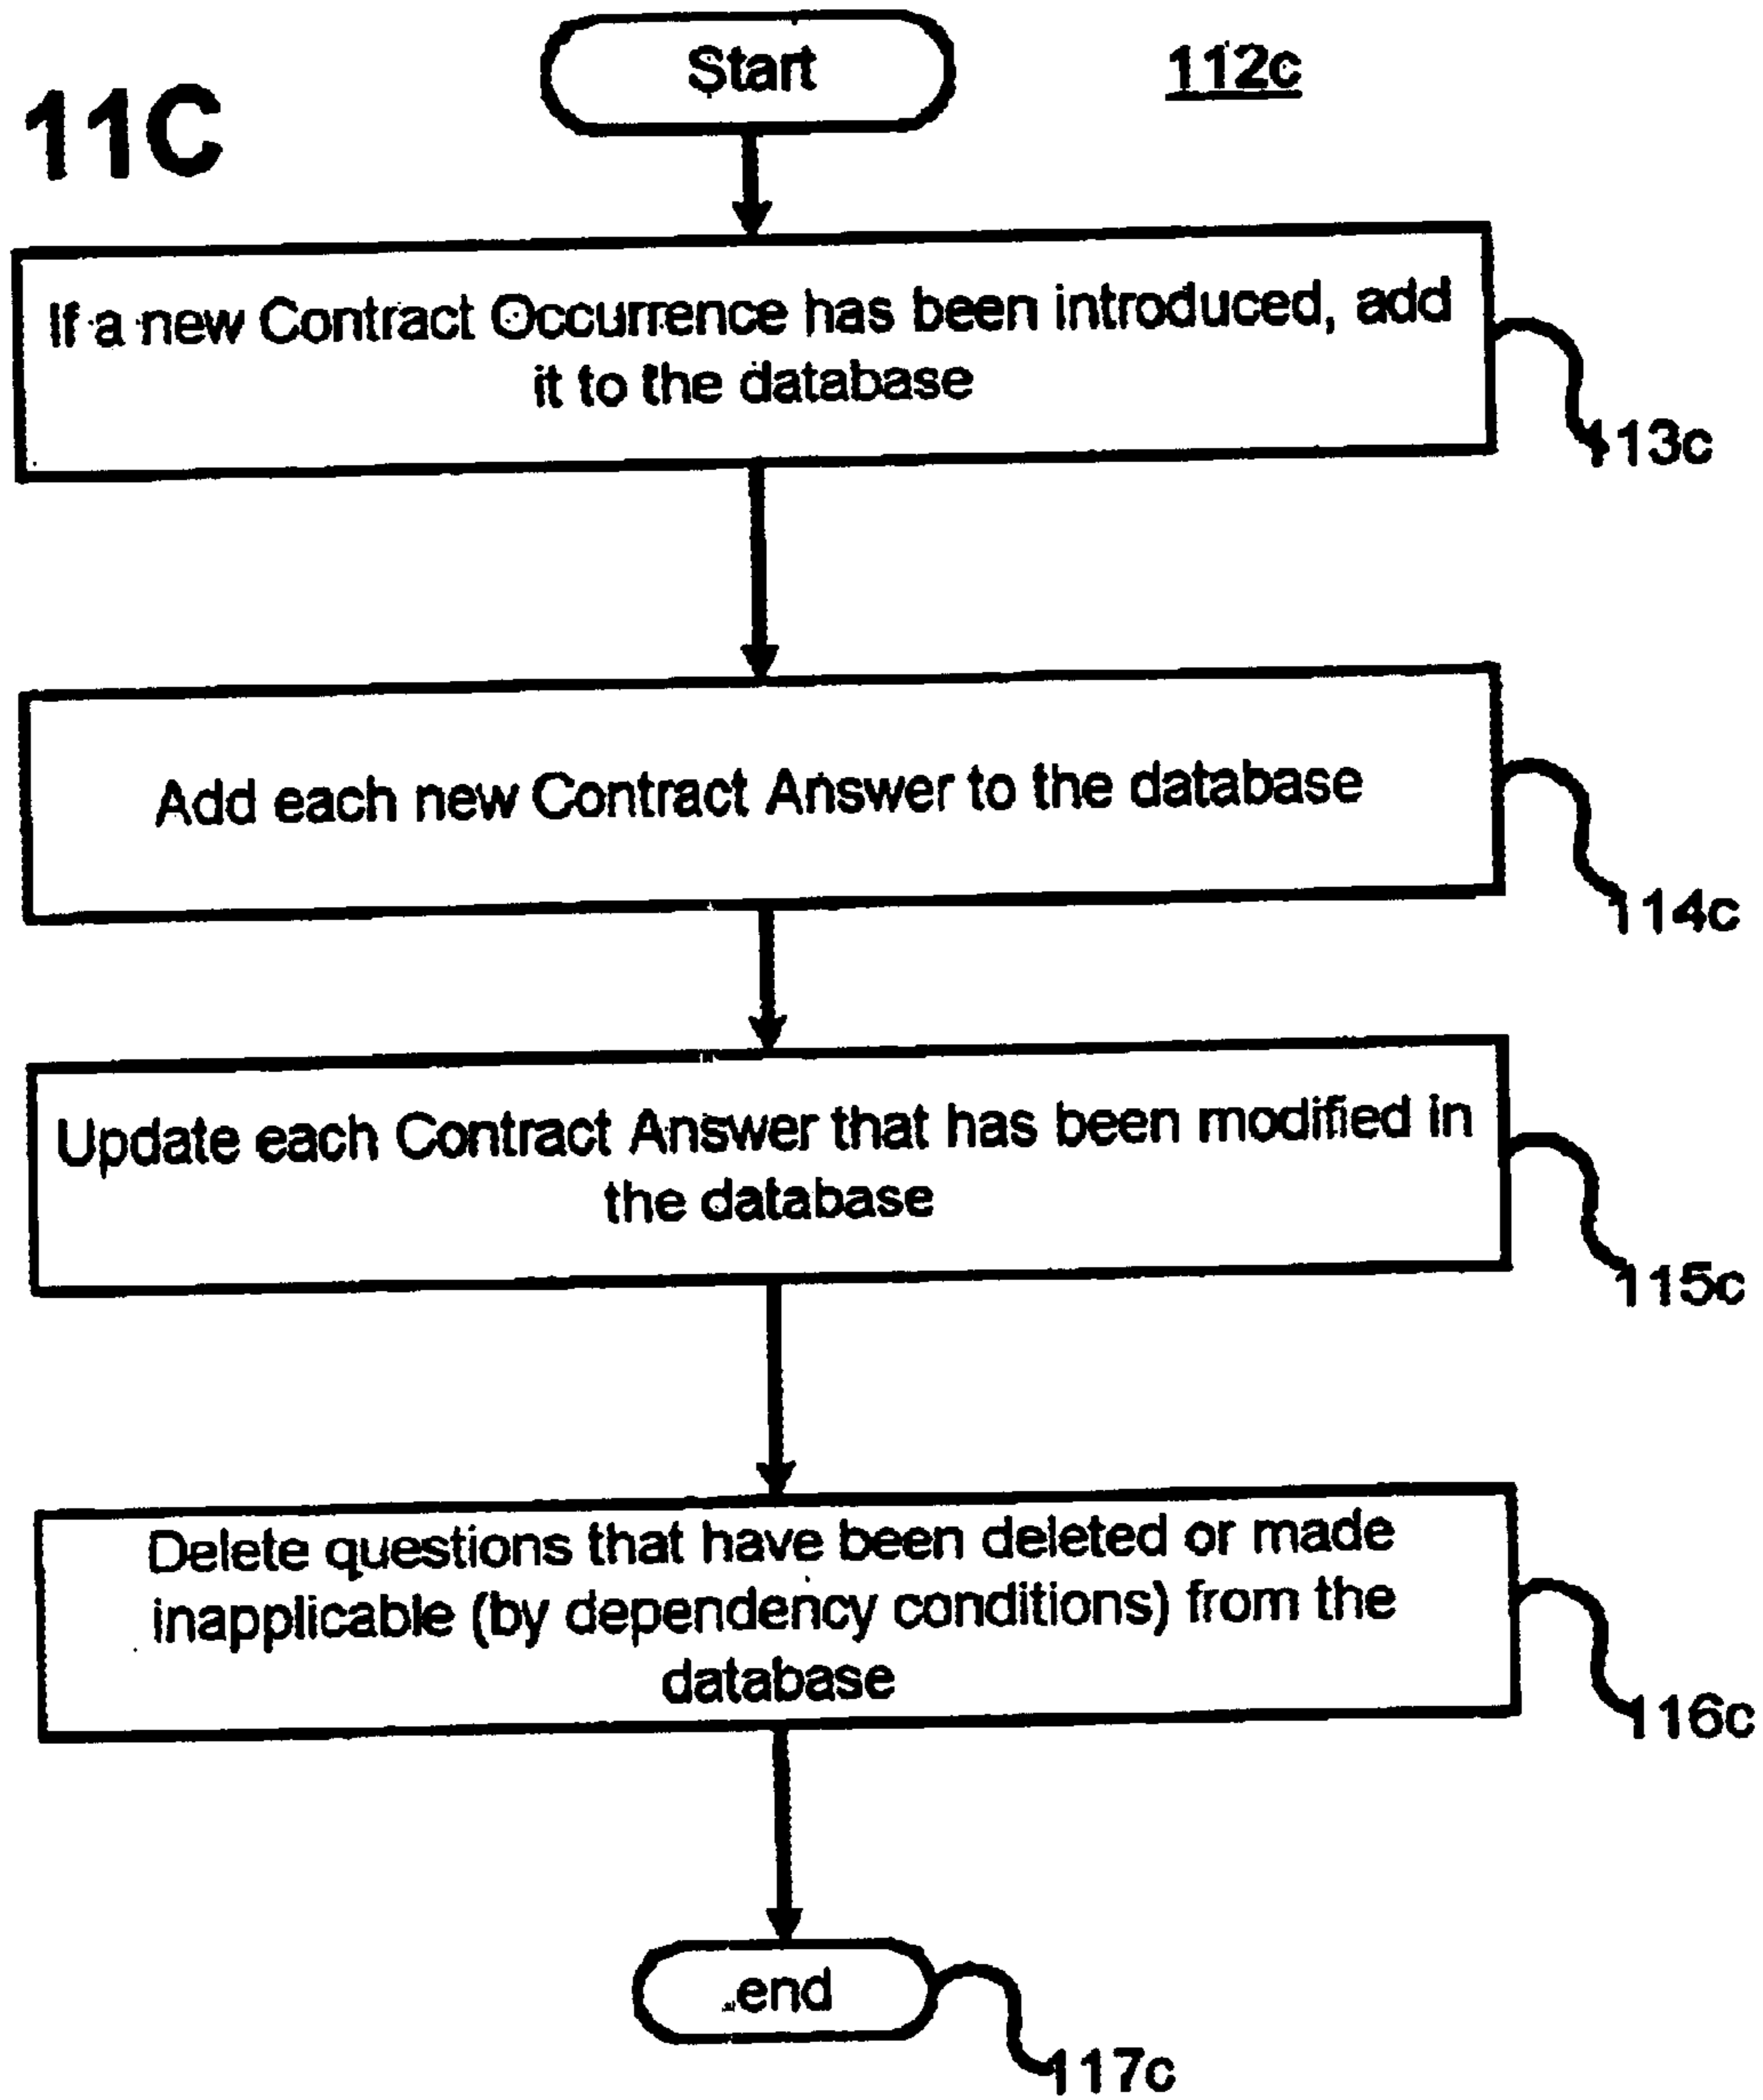 11C
Start
112c
If a new Contract Occurrence has been introduced, add
it to the database
113c
Add each new Contract Answer to the database
114c
Update each Contract Answer that has been modified in
the database
115c
Delete questions that have been deleted or made
inapplicable (by dependency conditions) from the
database
116c
end
117c